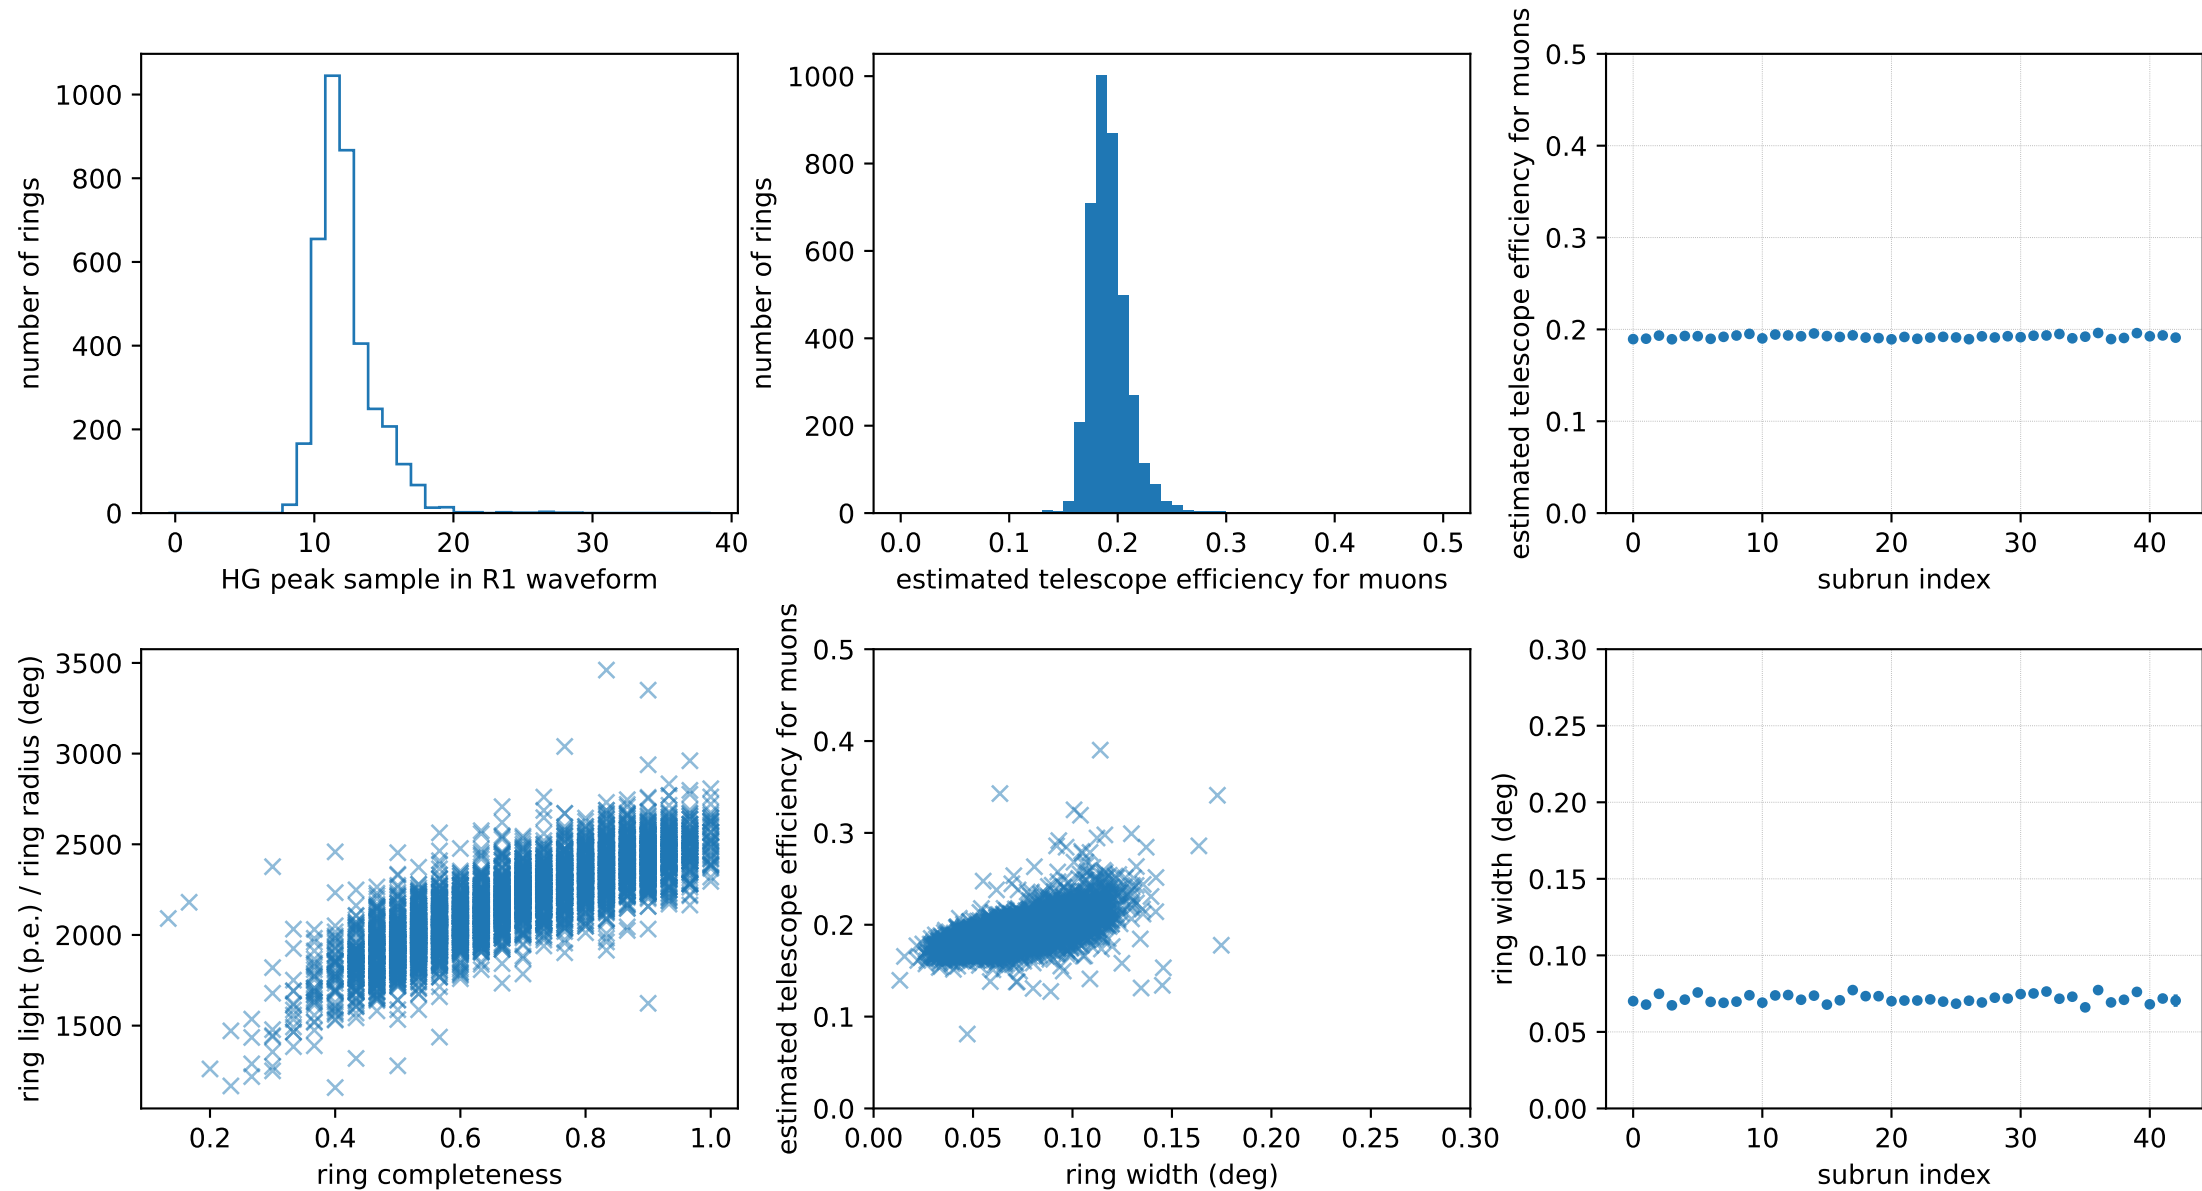 1000
800
600
400
200
0
number of rings
0 10 20 30 40
HG peak sample in R1 waveform
1000
800
600
400
200
0
number of rings
0.0 0.1 0.2 0.3 0.4 0.5
estimated telescope efficiency for muons
0.5
0.4
0.3
0.2
0.1
0.0
estimated telescope efficiency for muons
0 10 20 30 40
subrun index
3500
3000
2500
2000
1500
ring light (p.e.) / ring radius (deg)
0.2 0.4 0.6 0.8 1.0
ring completeness
0.5
0.4
0.3
0.2
0.1
0.0
estimated telescope efficiency for muons
0.00 0.05 0.10 0.15 0.20 0.25 0.30
ring width (deg)
0.30
0.25
0.20
0.15
0.10
0.05
0.00
ring width (deg)
0 10 20 30 40
subrun index